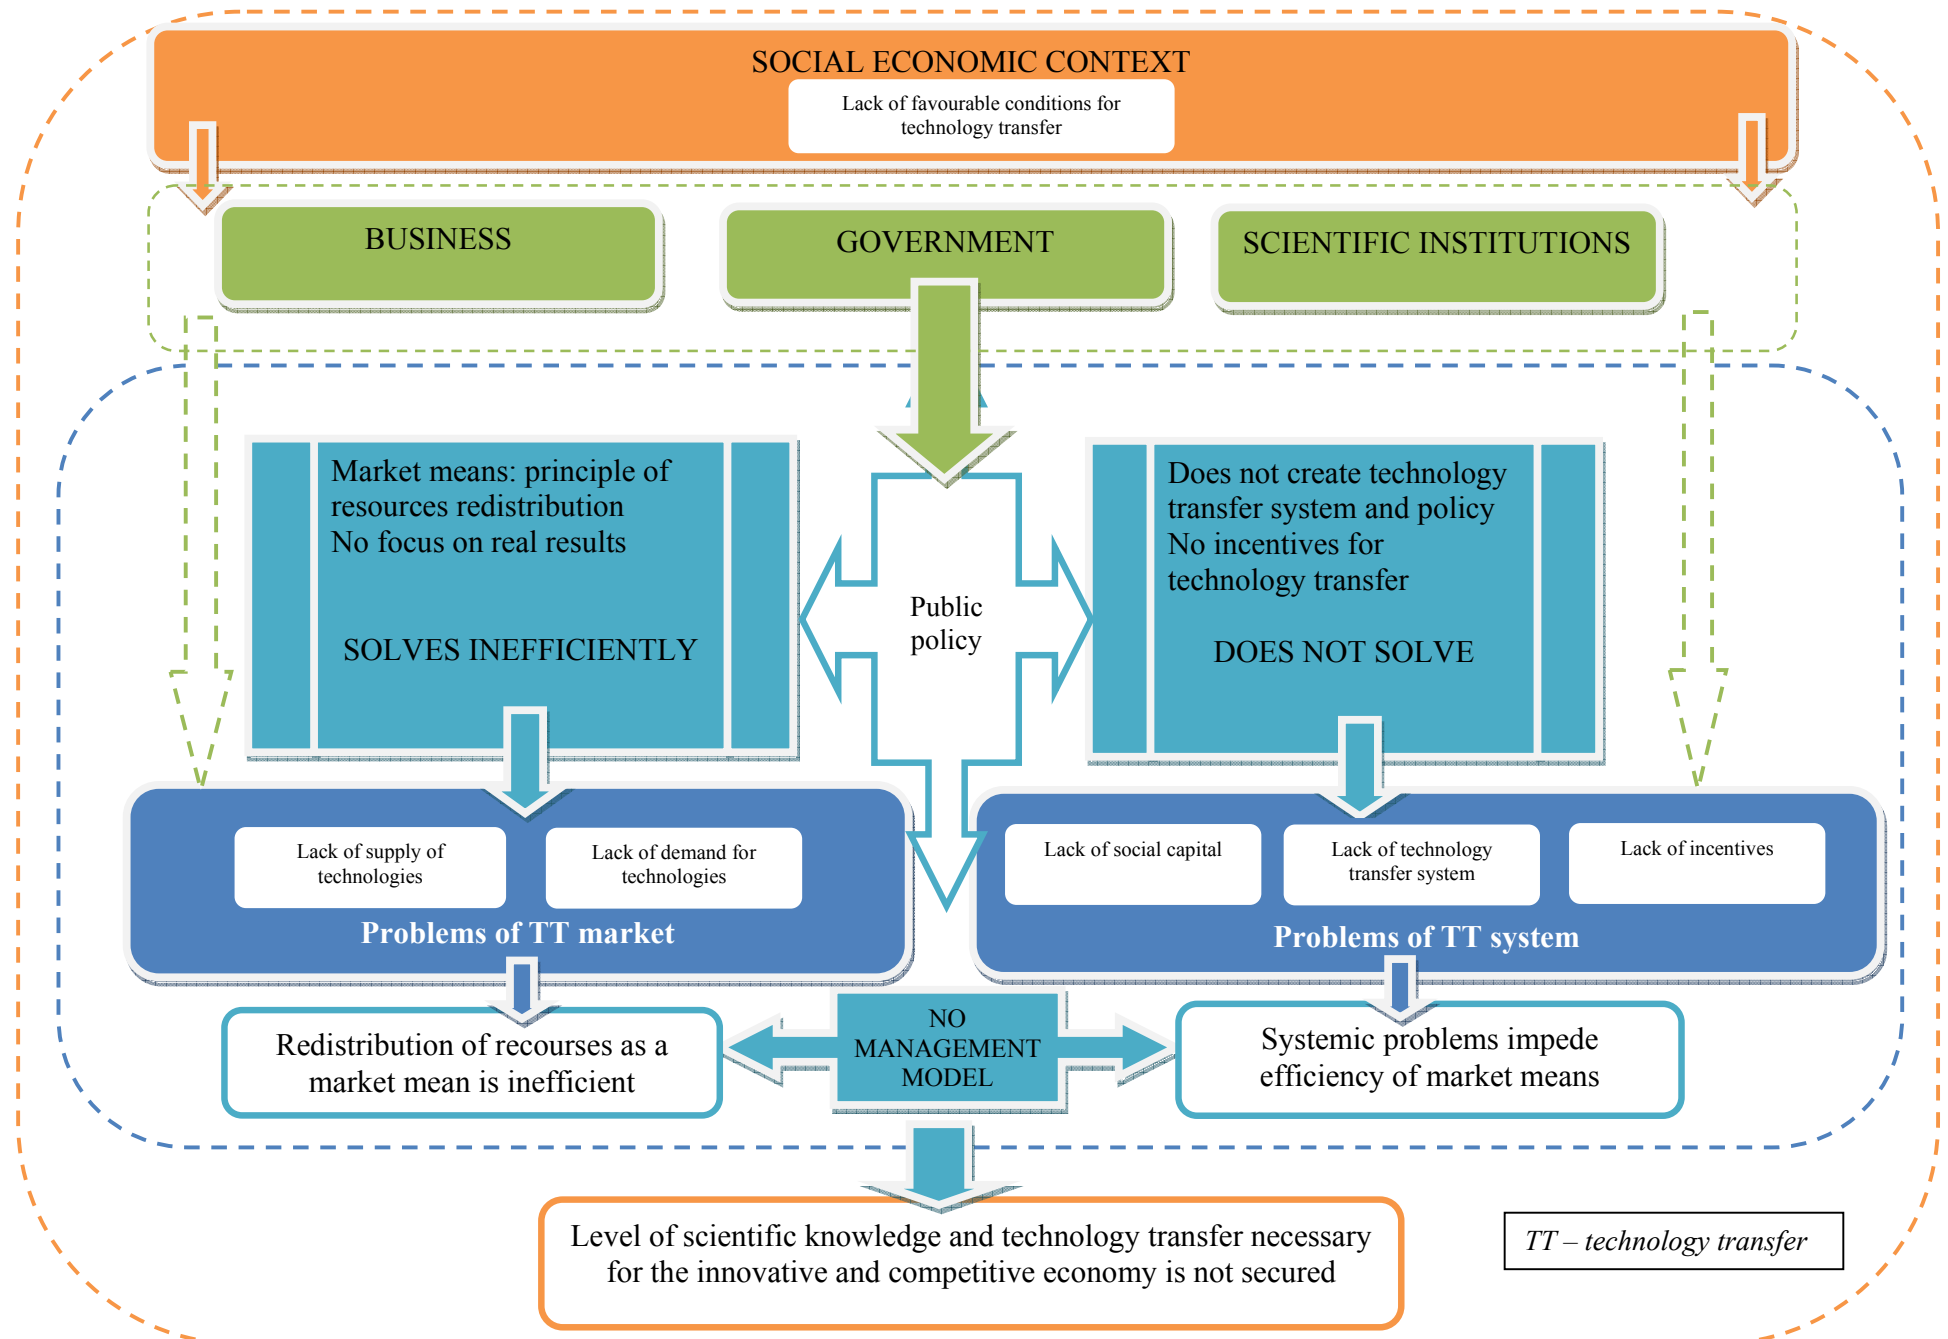 SOCIAL ECONOMIC CONTEXT
Lack of favourable conditions for
technology transfer
BUSINESS
GOVERNMENT
SCIENTIFIC INSTITUTIONS
Market means: principle of
resources redistribution
No focus on real results
SOLVES INEFFICIENTLY
Public
policy
Does not create technology
transfer system and policy
No incentives for
technology transfer
DOES NOT SOLVE
Lack of supply of
technologies
Lack of demand for
technologies
Problems of TT market
Lack of social capital
Lack of technology
transfer system
Lack of incentives
Problems of TT system
Redistribution of recourses as a
market mean is inefficient
NO
MANAGEMENT
MODEL
Systemic problems impede
efficiency of market means
Level of scientific knowledge and technology transfer necessary
for the innovative and competitive economy is not secured
TT – technology transfer